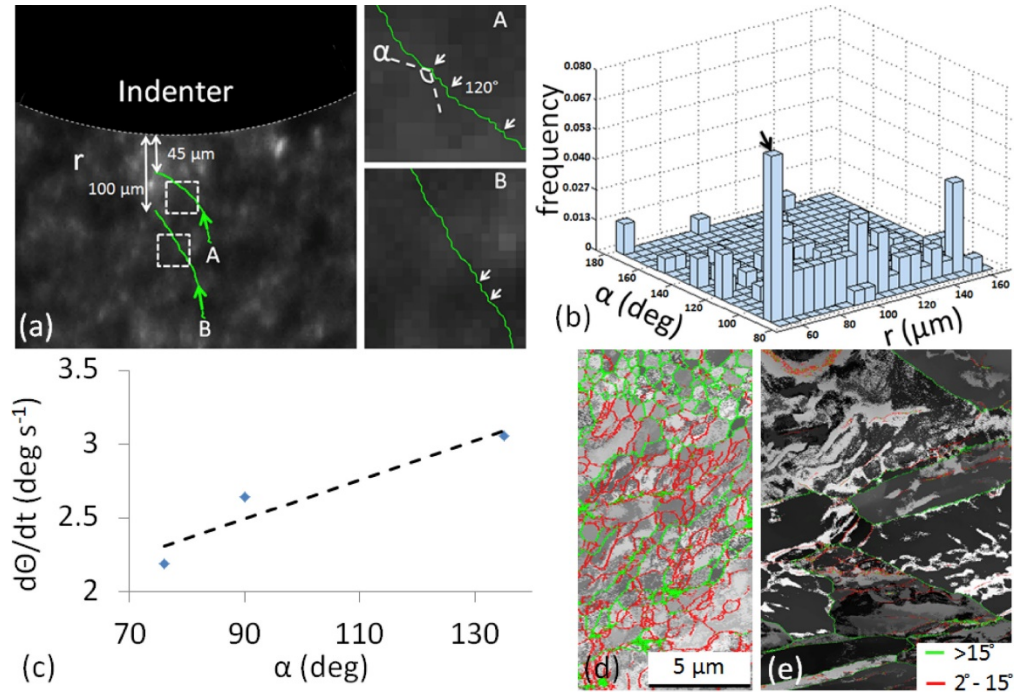 Indenter
r
45 μm
100 μm
A
B
(a)
A
α
120°
B
frequency
0.080
0.067
0.053
0.040
0.027
0.013
0
180
160
140
120
100
80
α (deg)
60
80
100
120
140
160
r (μm)
(b)
3.5
3
2.5
2
dΘ/dt (deg s⁻¹)
70
90
110
130
α (deg)
(c)
(d)
5 μm
(e)
>15°
2°- 15°